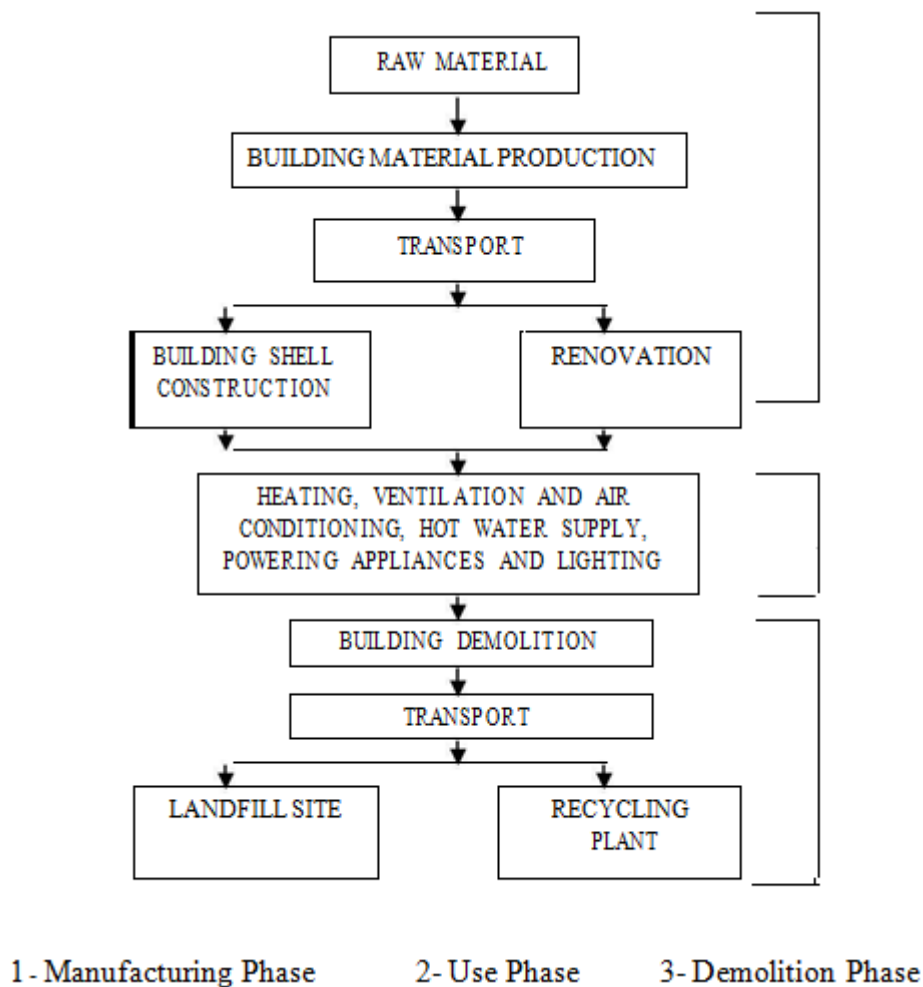 RAW MATERIAL
BUILDING MATERIAL PRODUCTION
TRANSPORT
BUILDING SHELL
CONSTRUCTION
RENOVATION
HEATING, VENTILATION AND AIR
CONDITIONING, HOT WATER SUPPLY,
POWERING APPLIANCES AND LIGHTING
BUILDING DEMOLITION
TRANSPORT
LANDFILL SITE
RECYCLING
PLANT
1- Manufacturing Phase 2- Use Phase 3- Demolition Phase